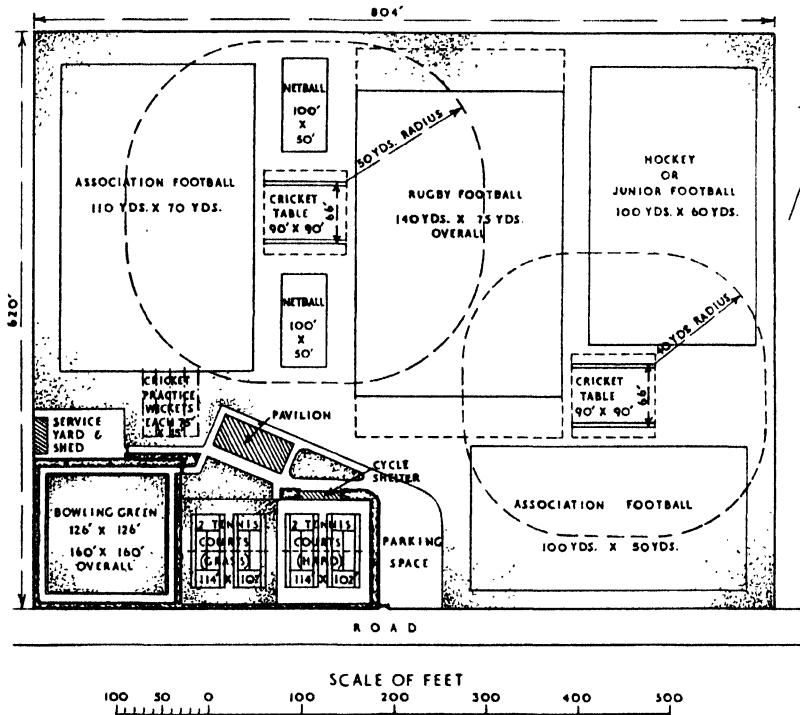 804'
620'
NETBALL
100'
X
50'
50 YDS. RADIUS
ASSOCIATION FOOTBALL
110 YDS. X 70 YDS.
CRICKET
TABLE
90' X 90'
66'
RUGBY FOOTBALL
140 YDS. X 75 YDS.
OVERALL
HOCKEY
OR
JUNIOR FOOTBALL
100 YDS. X 60 YDS.
NETBALL
100'
X
50'
40 YDS RADIUS
CRICKET
TABLE
90' X 90'
66'
CRICKET
PRACTICE
WICKETS
EACH 75'
X
SERVICE
YARD &
SHED
PAVILION
CYCLE
SHELTER
BOWLING GREEN
126' X 126'
160' X 160'
OVERALL
2 TENNIS
COURTS
(GRASS)
114' X 102'
2 TENNIS
COURTS
(HARD)
114' X 102'
PARKING
SPACE
ASSOCIATION FOOTBALL
100 YDS. X 50 YDS.
ROAD
SCALE OF FEET
100 50 0 100 200 300 400 500